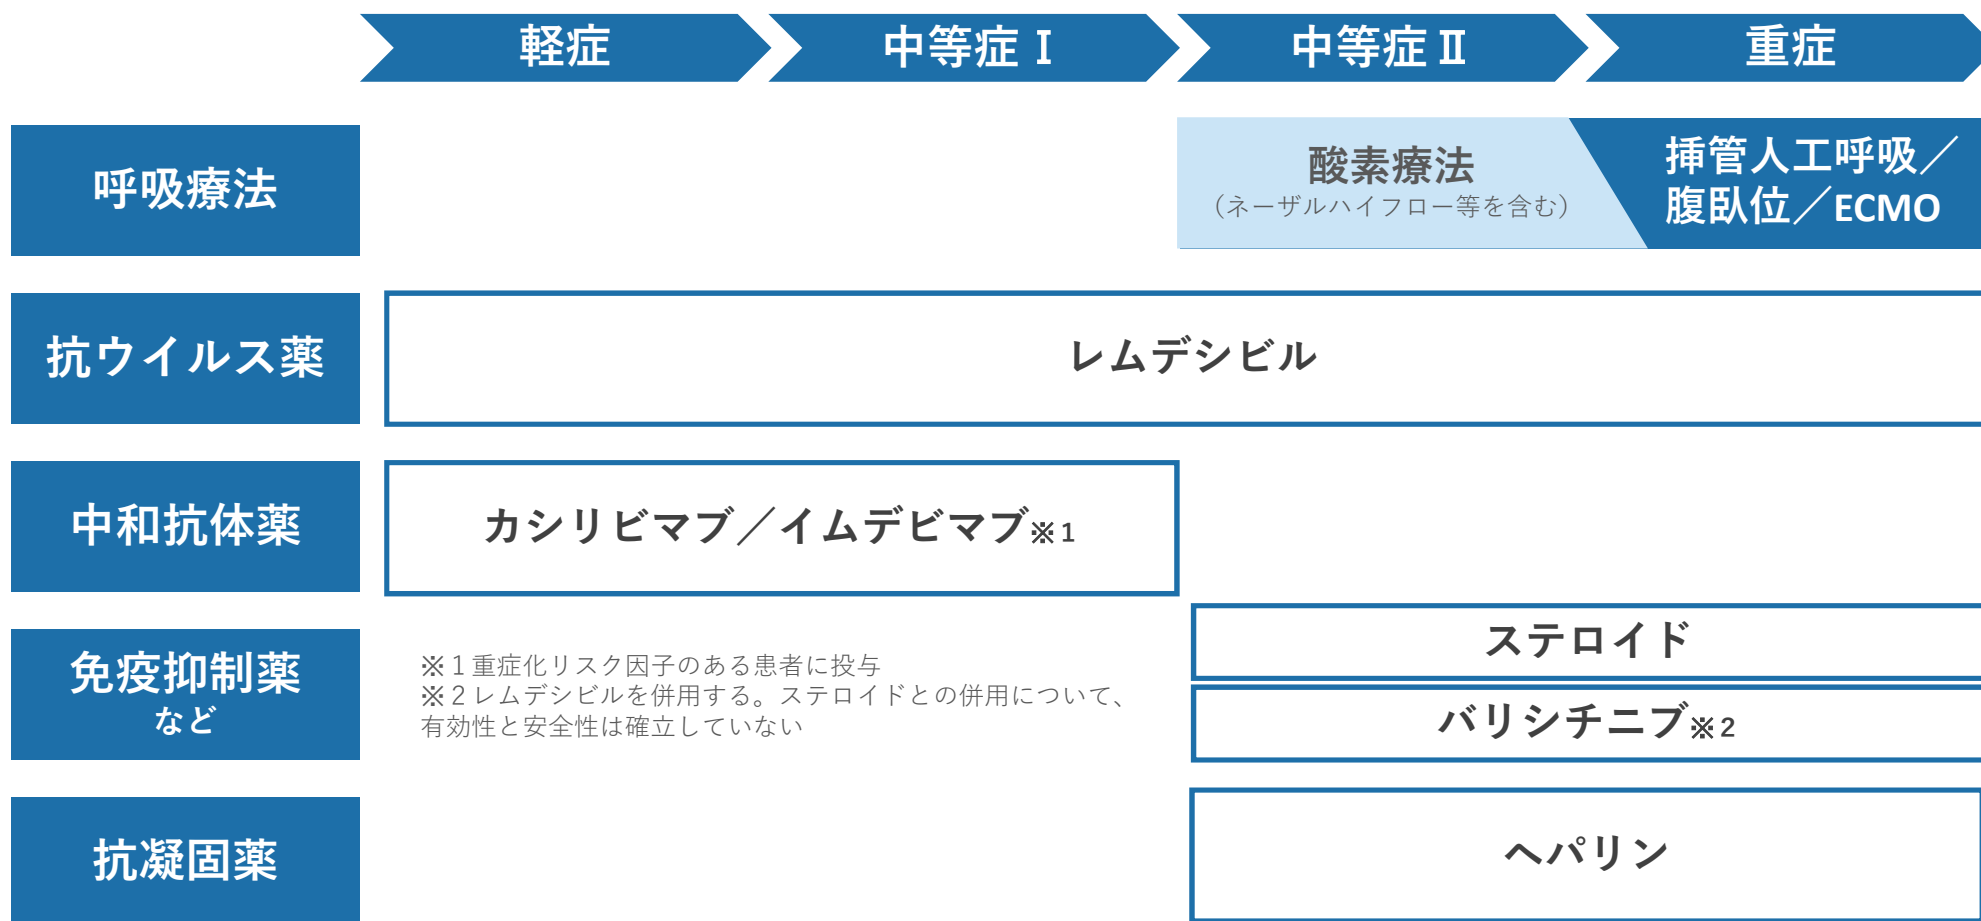 軽症
中等症Ⅰ
中等症Ⅱ
重症
呼吸療法
酸素療法
（ネーザルハイフロー等を含む）
挿管人工呼吸／
腹臥位／ECMO
抗ウイルス薬
レムデシビル
中和抗体薬
カシリビマブ／イムデビマブ※1
免疫抑制薬
など
※１重症化リスク因子のある患者に投与
※２レムデシビルを併用する。ステロイドとの併用について、
有効性と安全性は確立していない
ステロイド
バリシチニブ※2
抗凝固薬
ヘパリン